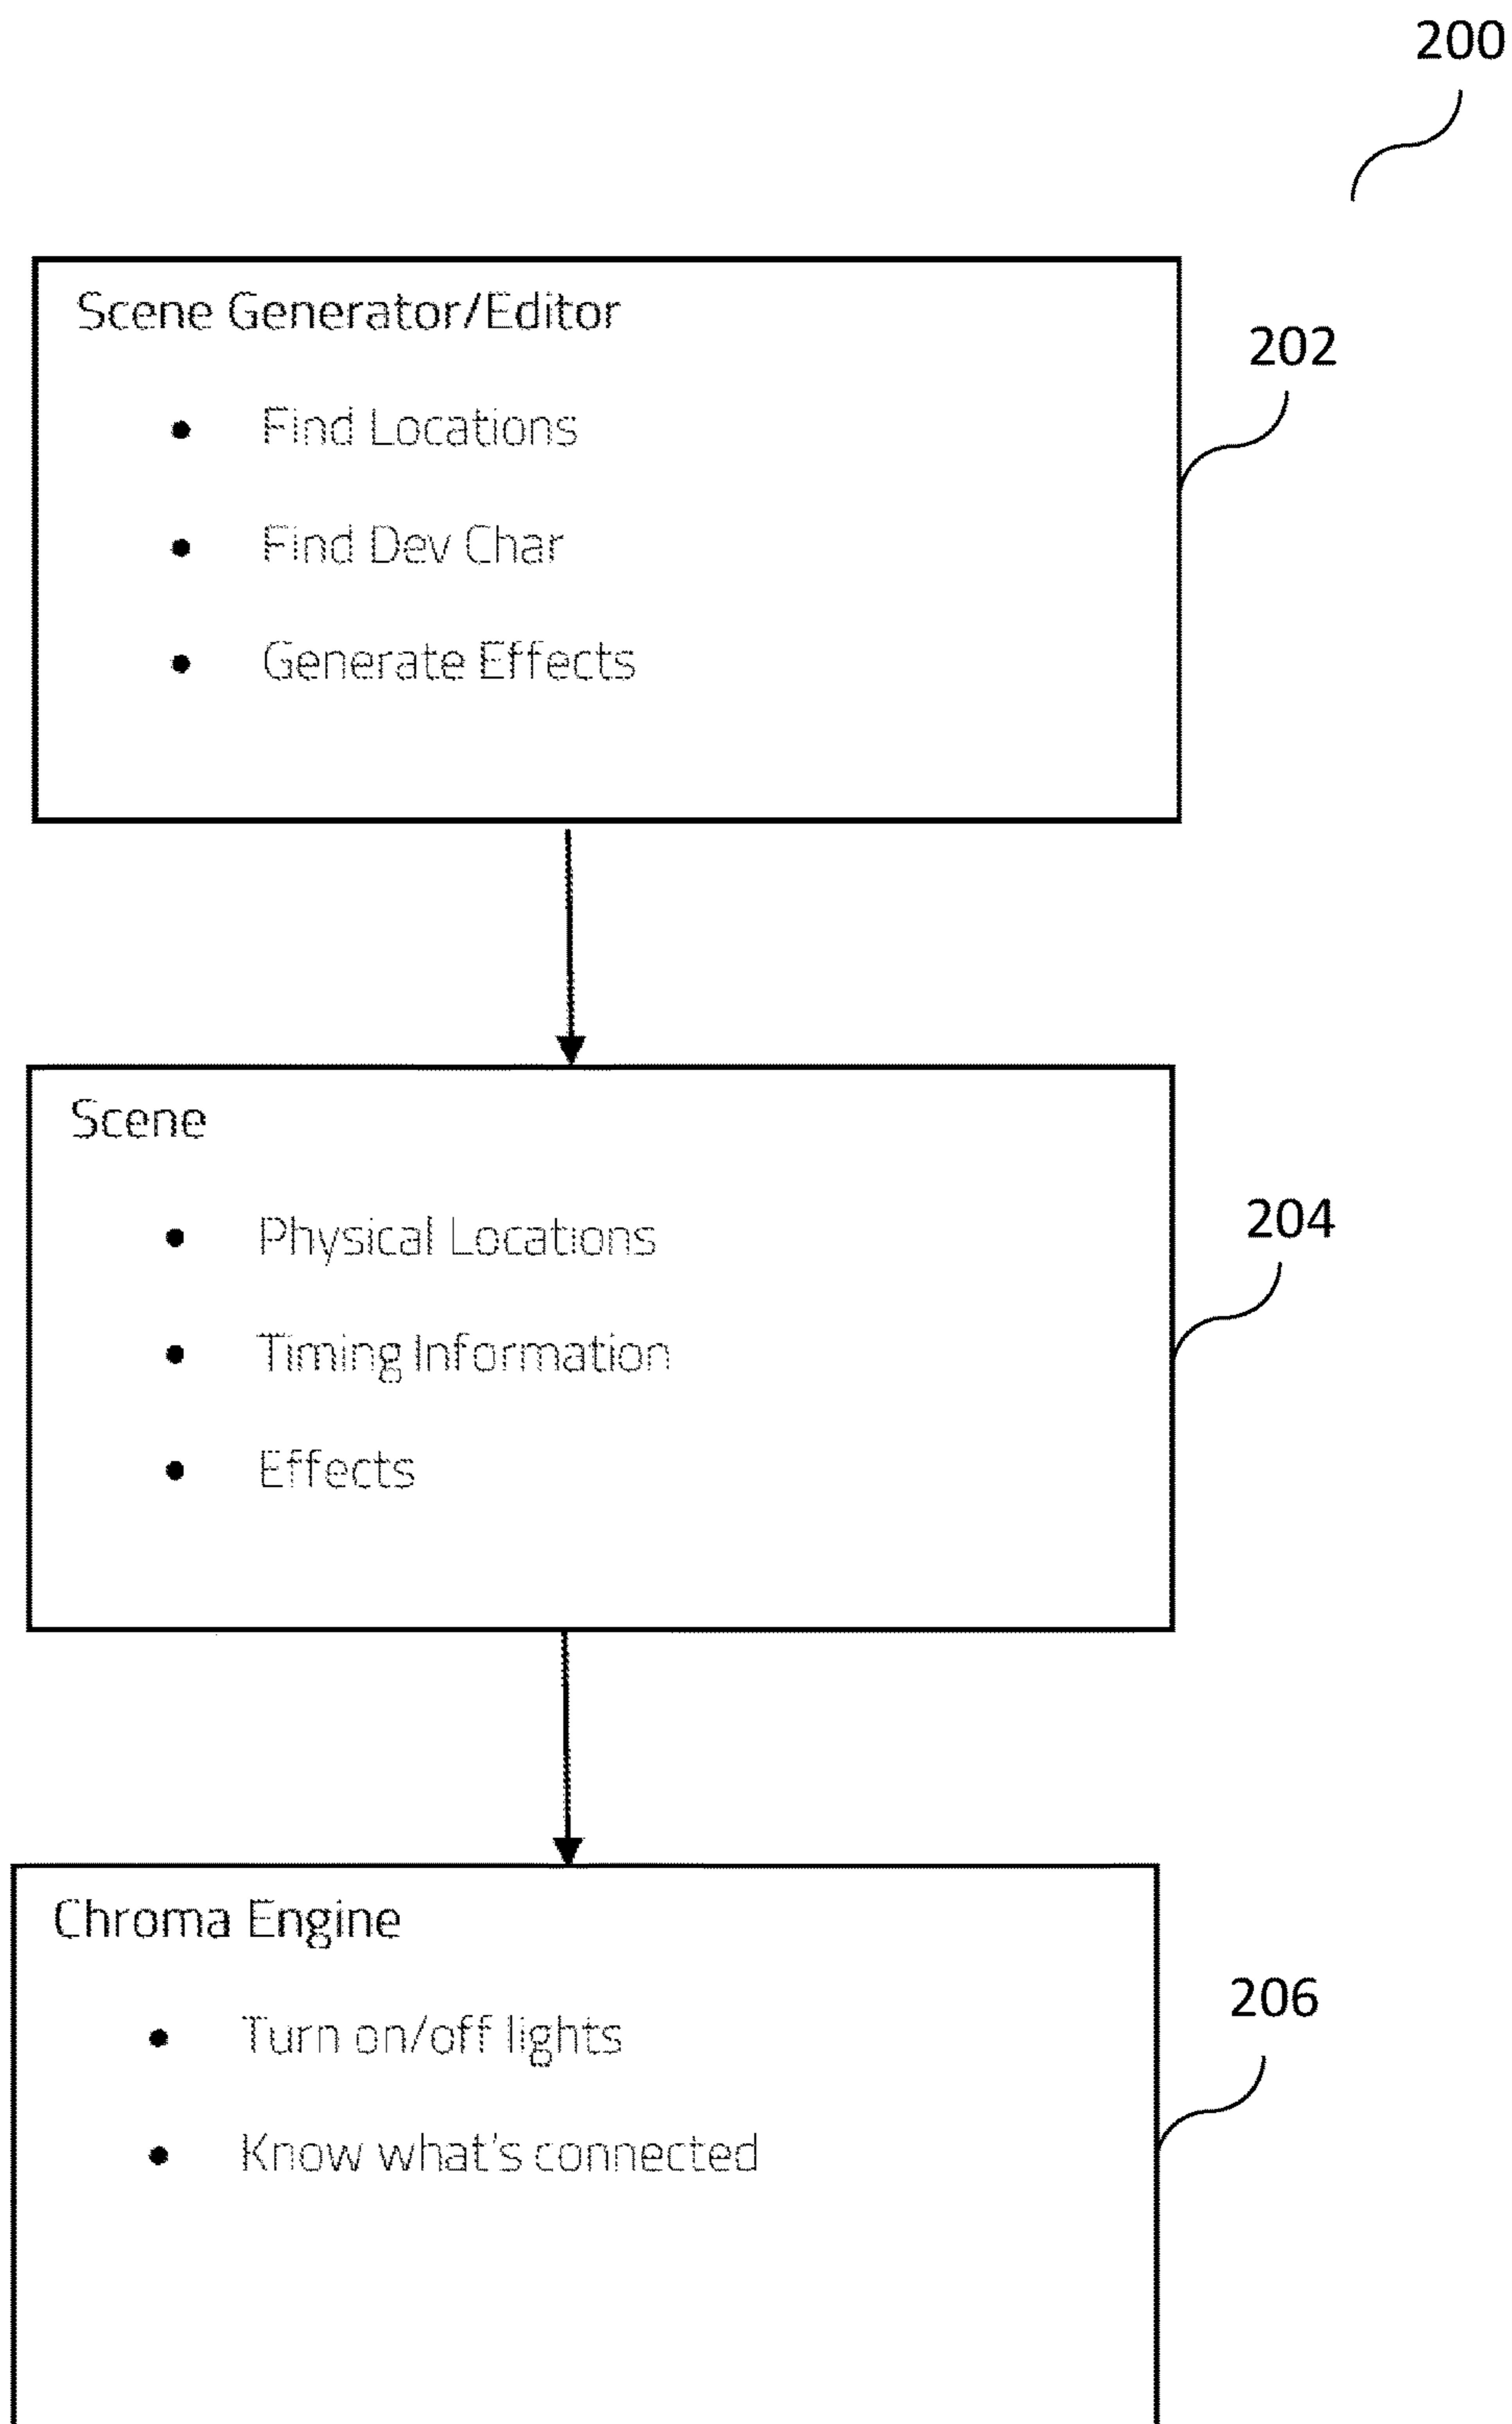 200
Scene Generator/Editor
202
• Find Locations
• Find Dev Char
• Generate Effects
Scene
204
• Physical Locations
• Timing Information
• Effects
Chroma Engine
206
• Turn on/off lights
• Know what's connected